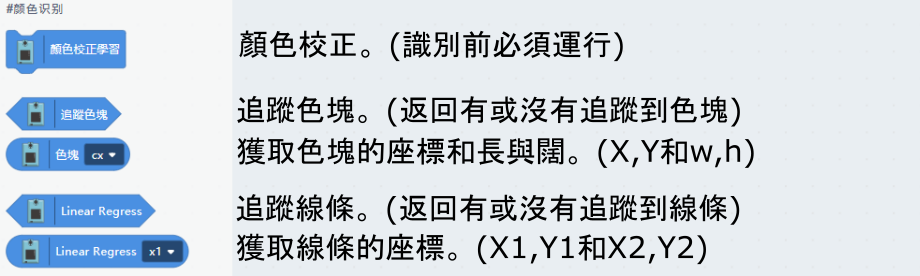 #颜色识别
顏色校正學習
顏色校正。(識別前必須運行)
追蹤色塊
追蹤色塊。(返回有或沒有追蹤到色塊)
色塊 cx
獲取色塊的座標和長與闊。(X,Y和w,h)
Linear Regress
追蹤線條。(返回有或沒有追蹤到線條)
Linear Regress x1
獲取線條的座標。(X1,Y1和X2,Y2)